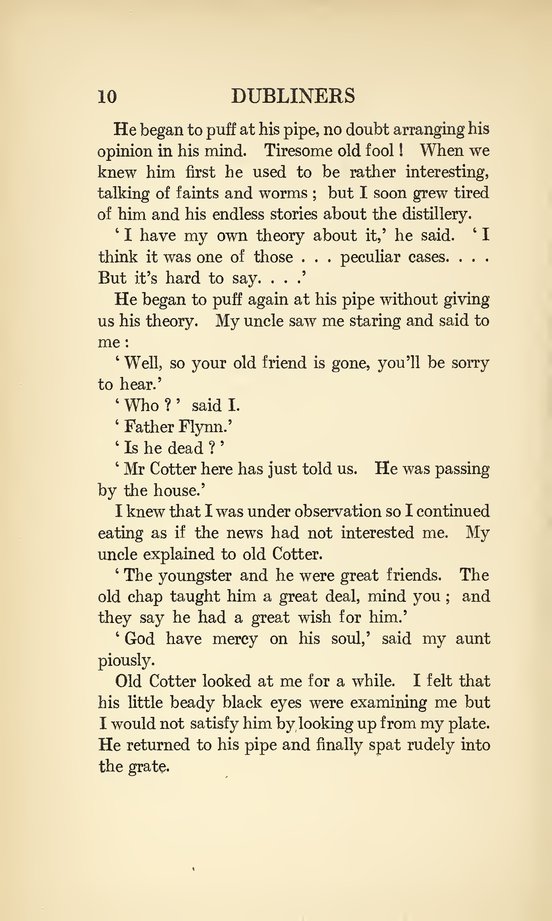 10 DUBLINERS
He began to puff at his pipe, no doubt arranging his
opinion in his mind. Tiresome old fool ! When we
knew him first he used to be rather interesting,
talking of faints and worms ; but I soon grew tired
of him and his endless stories about the distillery.
‘ I have my own theory about it,’ he said. ‘ I
think it was one of those . . . peculiar cases. . . .
But it’s hard to say. . . .’
He began to puff again at his pipe without giving
us his theory. My uncle saw me staring and said to
me :
‘ Well, so your old friend is gone, you’ll be sorry
to hear.’
‘ Who ? ’ said I.
‘ Father Flynn.’
‘ Is he dead ? ’
‘ Mr Cotter here has just told us. He was passing
by the house.’
I knew that I was under observation so I continued
eating as if the news had not interested me. My
uncle explained to old Cotter.
‘ The youngster and he were great friends. The
old chap taught him a great deal, mind you ; and
they say he had a great wish for him.’
‘ God have mercy on his soul,’ said my aunt
piously.
Old Cotter looked at me for a while. I felt that
his little beady black eyes were examining me but
I would not satisfy him by looking up from my plate.
He returned to his pipe and finally spat rudely into
the grate.